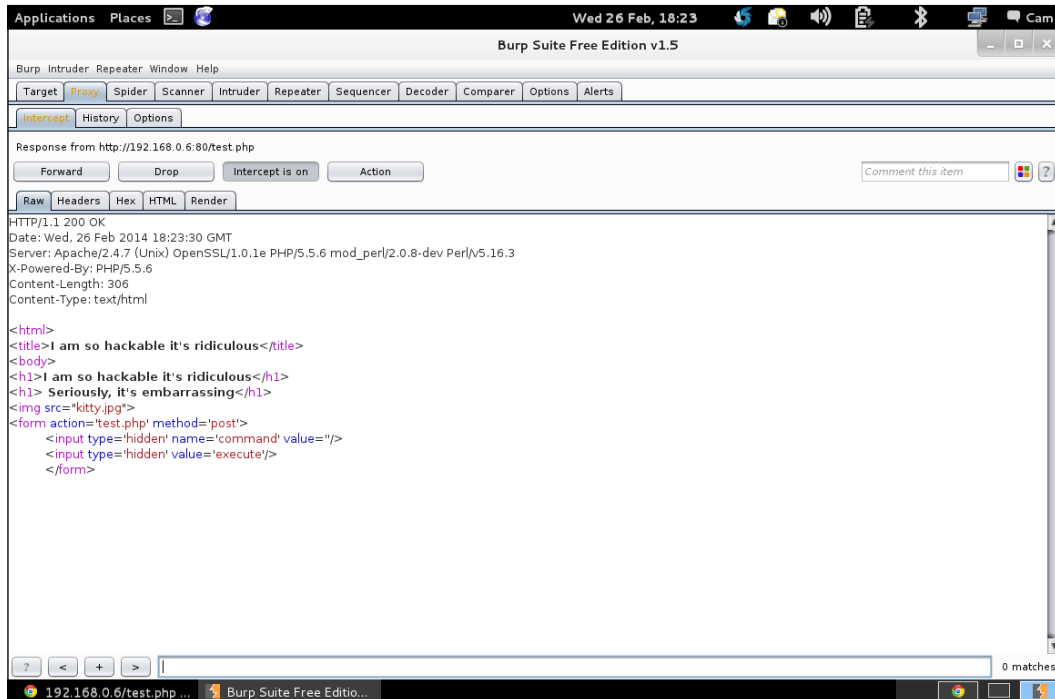 Applications Places Wed 26 Feb, 18:23 Cam
Burp Suite Free Edition v1.5
Burp Intruder Repeater Window Help
Target Proxy Spider Scanner Intruder Repeater Sequencer Decoder Comparer Options Alerts
Intercept History Options
Response from http://192.168.0.6:80/test.php
Forward Drop Intercept is on Action Comment this item ?
Raw Headers Hex HTML Render
HTTP/1.1 200 OK
Date: Wed, 26 Feb 2014 18:23:30 GMT
Server: Apache/2.4.7 (Unix) OpenSSL/1.0.1e PHP/5.5.6 mod_perl/2.0.8-dev Perl/v5.16.3
X-Powered-By: PHP/5.5.6
Content-Length: 306
Content-Type: text/html
<html>
<title>I am so hackable it's ridiculous</title>
<body>
<h1>I am so hackable it's ridiculous</h1>
<h1> Seriously, it's embarrassing</h1>
<img src="kitty.jpg">
<form action='test.php' method='post'>
<input type='hidden' name='command' value=''/>
<input type='hidden' value='execute'/>
</form>
? < + > 0 matches
192.168.0.6/test.php ... Burp Suite Free Editio...